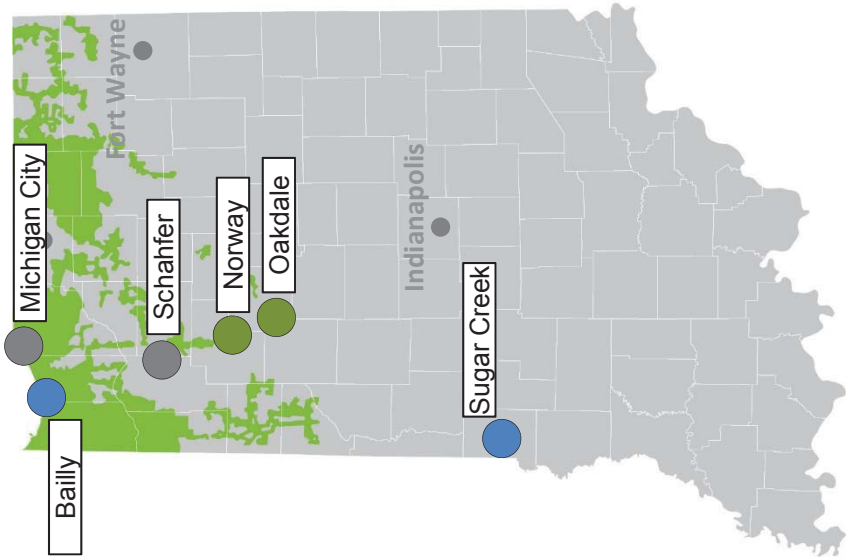 Fort Wayne
Michigan City
Schahfer
Norway
Oakdale
Indianapolis
Sugar Creek
Bailly